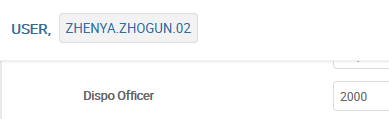 USER, ZHENYA.ZHOGUN.02
Dispo Officer 2000